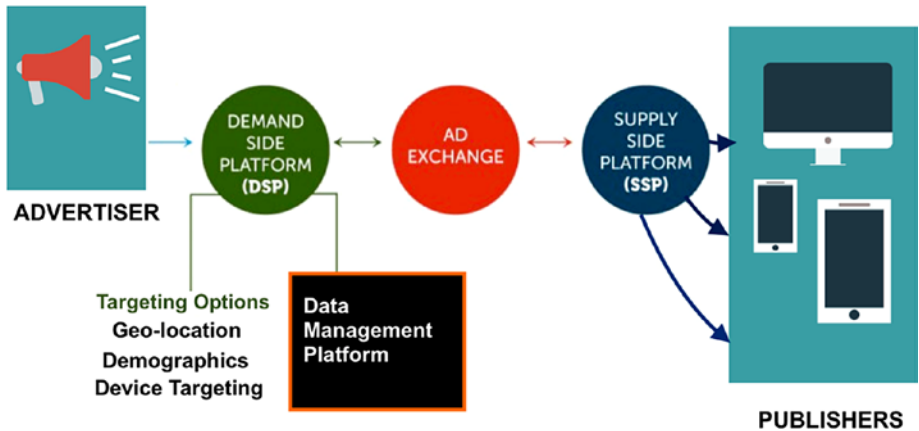 ADVERTISER
DEMAND
SIDE
PLATFORM
(DSP)
AD
EXCHANGE
SUPPLY
SIDE
PLATFORM
(SSP)
Targeting Options
Geo-location
Demographics
Device Targeting
Data
Management
Platform
PUBLISHERS